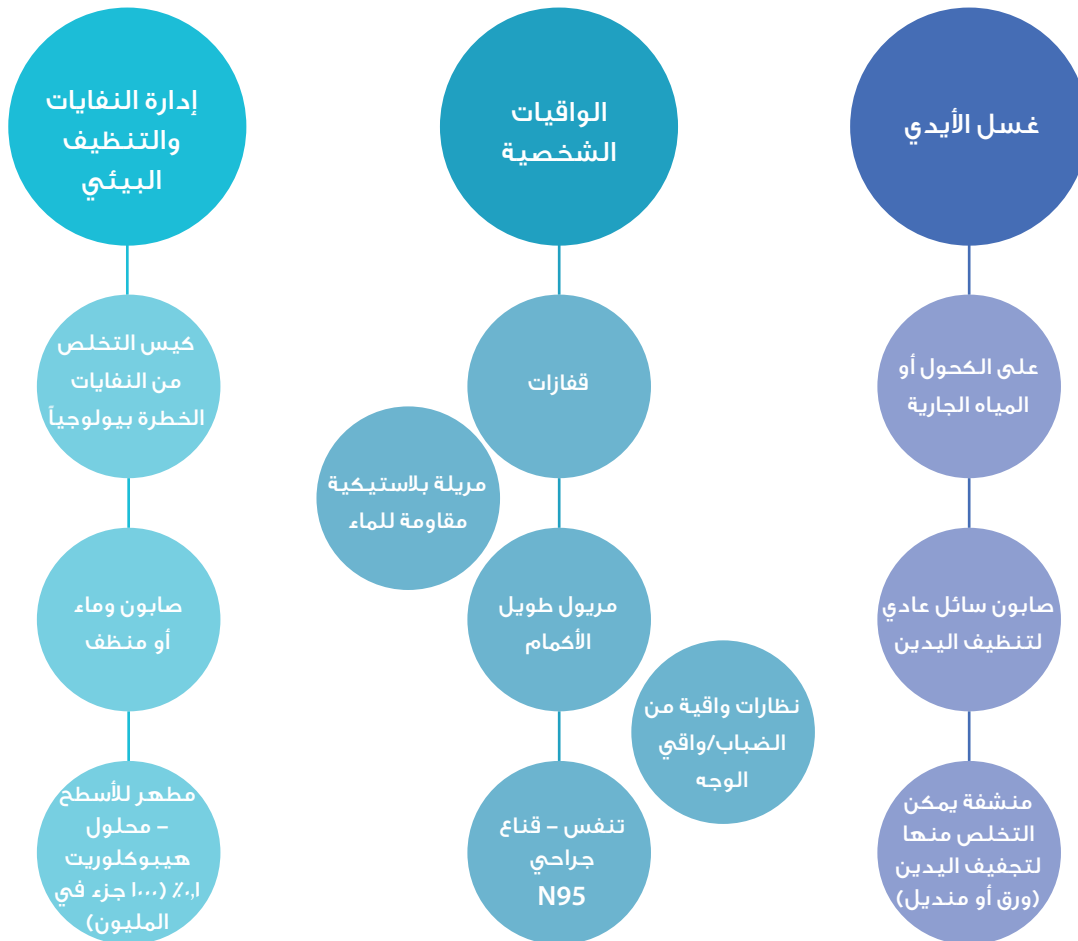 غسل الأيدي
على الكحول أو
المياه الجارية
صابون سائل عادي
لتنظيف اليدين
منشفة يمكن
التخلص منها
لتجفيف اليدين
(ورق أو منديل)
الواقيات
الشخصية
قفازات
مريلة بلاستيكية
مقاومة للماء
مريول طويل
الأكمام
نظارات واقية من
الضباب/واقي
الوجه
تنفس – قناع
جراحي
N95
إدارة النفايات
والتنظيف
البيئي
كيس التخلص
من النفايات
الخطرة بيولوجياً
صابون وماء
أو منظف
مطهر للأسطح
– محلول
هيبوكلوريت
٠,١٪ (١٠٠٠ جزء في
المليون)